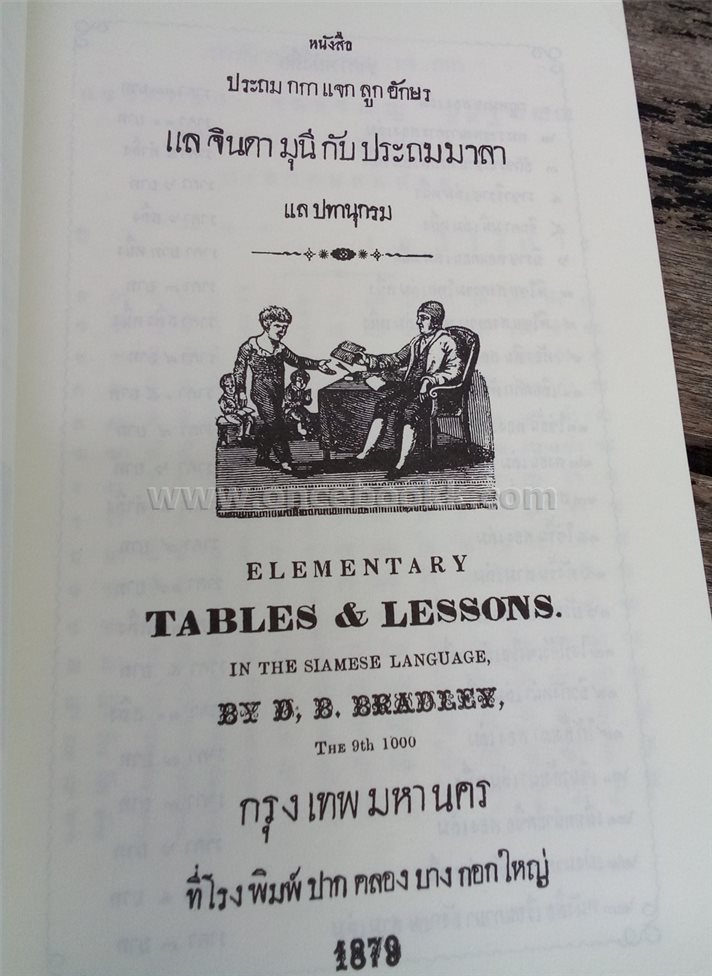 หนังสือ
ประถม ก กา แจก ลูก อักษร
แล จินดา มุนี กับ ประถมมาลา
แล ปทานุกรม
www.oncebooks.com
ELEMENTARY
TABLES & LESSONS.
IN THE SIAMESE LANGUAGE,
BY D, B. BRADLEY,
THE 9th 1000
กรุง เทพ มหา นคร
ที่ โรง พิมพ์ ปาก คลอง บาง กอก ใหญ่
1879